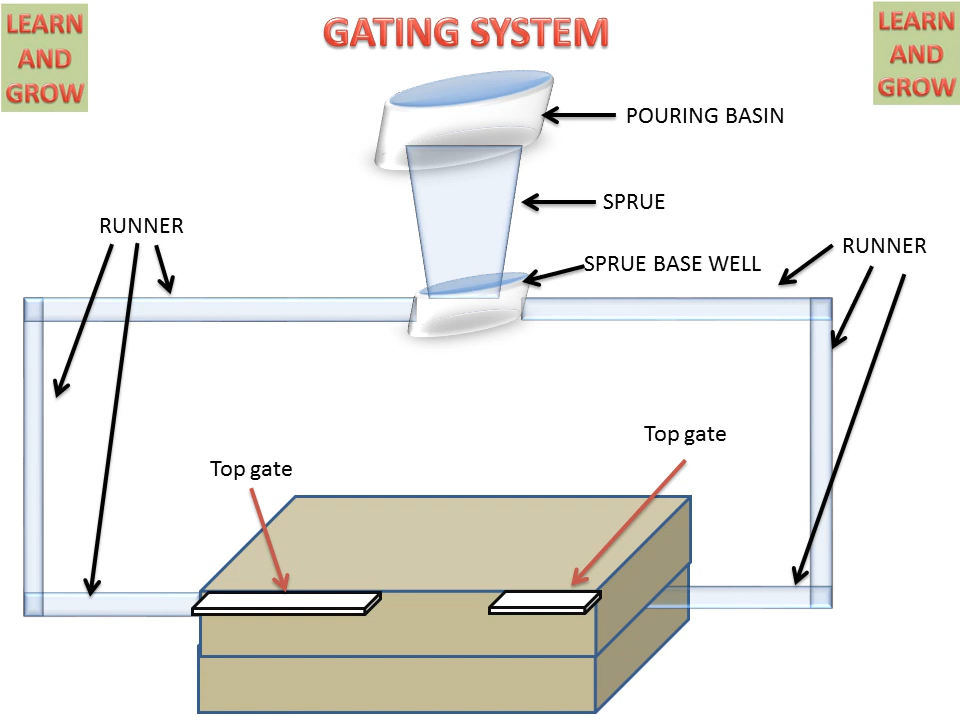 LEARN
AND
GROW
GATING SYSTEM
LEARN
AND
GROW
POURING BASIN
SPRUE
RUNNER
RUNNER
SPRUE BASE WELL
Top gate
Top gate